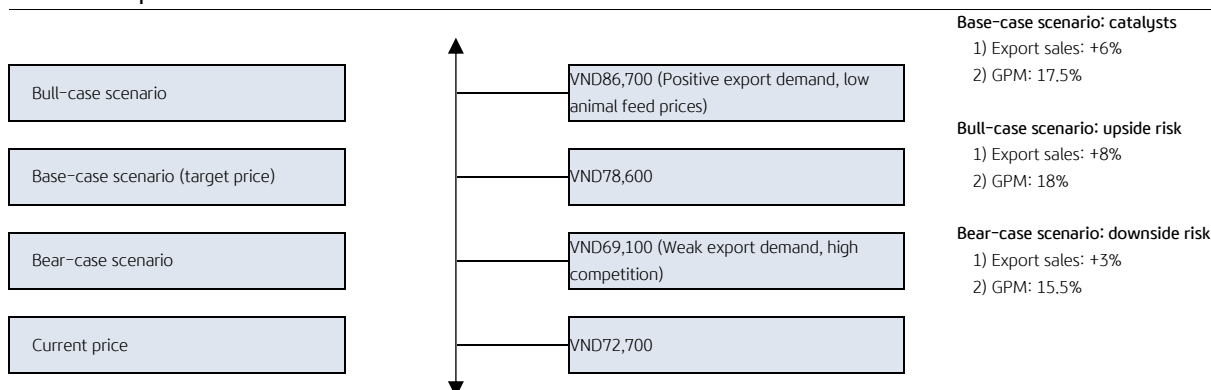 Bull-case scenario
VND86,700 (Positive export demand, low
animal feed prices)
Base-case scenario (target price)
VND78,600
Bear-case scenario
VND69,100 (Weak export demand, high
competition)
Current price
VND72,700
Base-case scenario: catalysts
1) Export sales: +6%
2) GPM: 17.5%
Bull-case scenario: upside risk
1) Export sales: +8%
2) GPM: 18%
Bear-case scenario: downside risk
1) Export sales: +3%
2) GPM: 15.5%